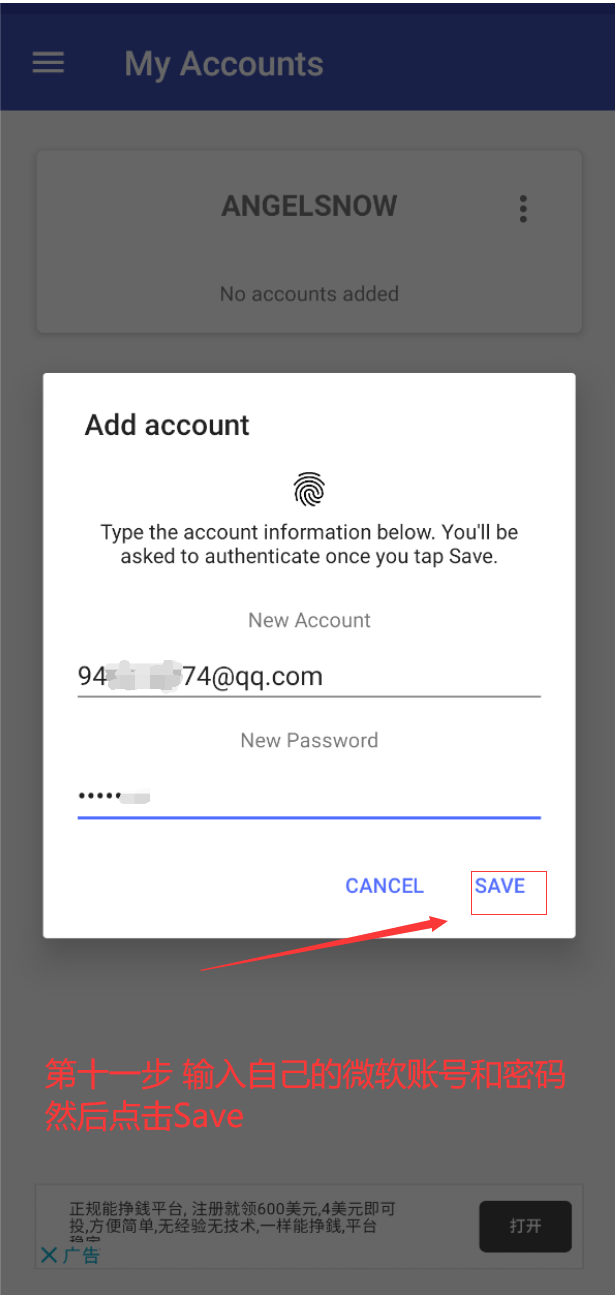 My Accounts
ANGELSNOW
No accounts added
Add account
Type the account information below. You'll be
asked to authenticate once you tap Save.
New Account
94 74@qq.com
New Password
•••••
CANCEL
SAVE
第十一步 输入自己的微软账号和密码
然后点击Save
正规能挣銭平台, 注册就领600美元,4美元即可
投,方便简单,无经验无技术,一样能挣銭,平台
打开
广告